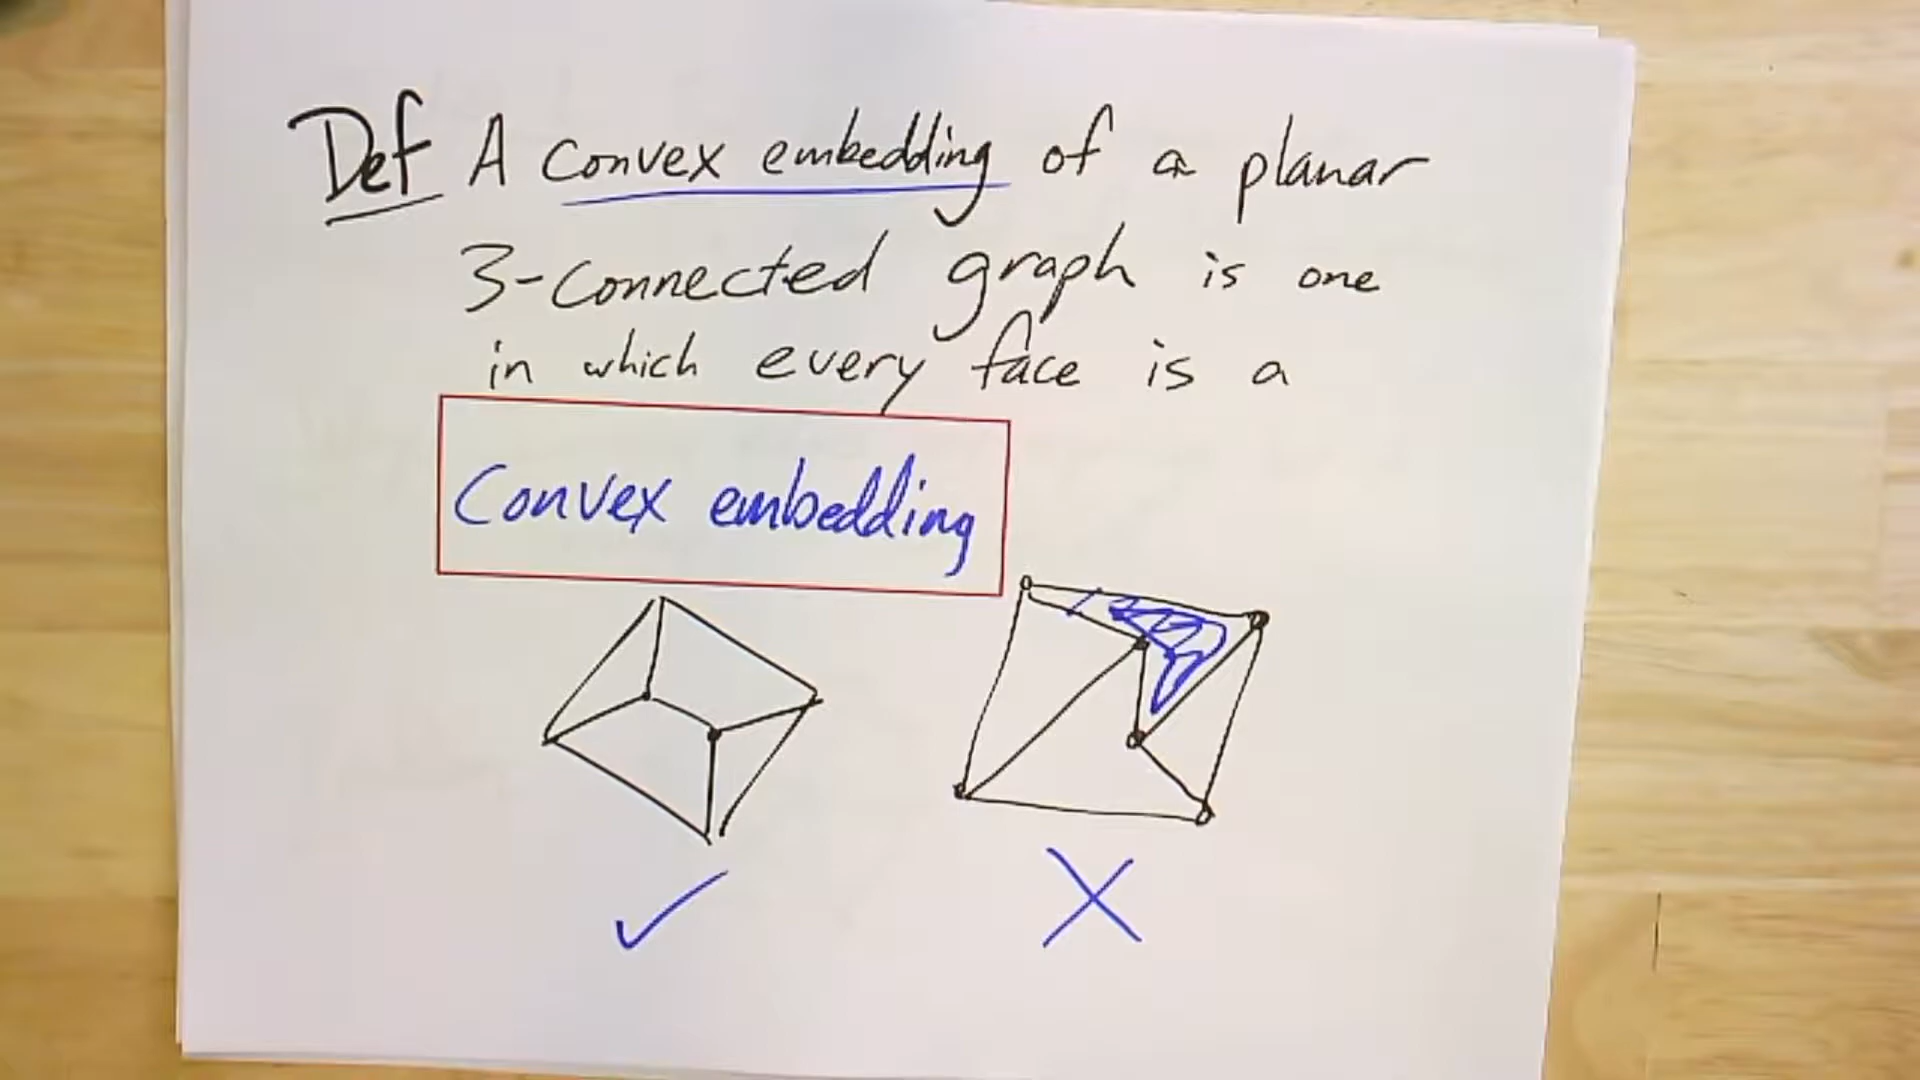 Def A convex embedding of a planar
3-connected graph is one
in which every face is a
Convex embedding